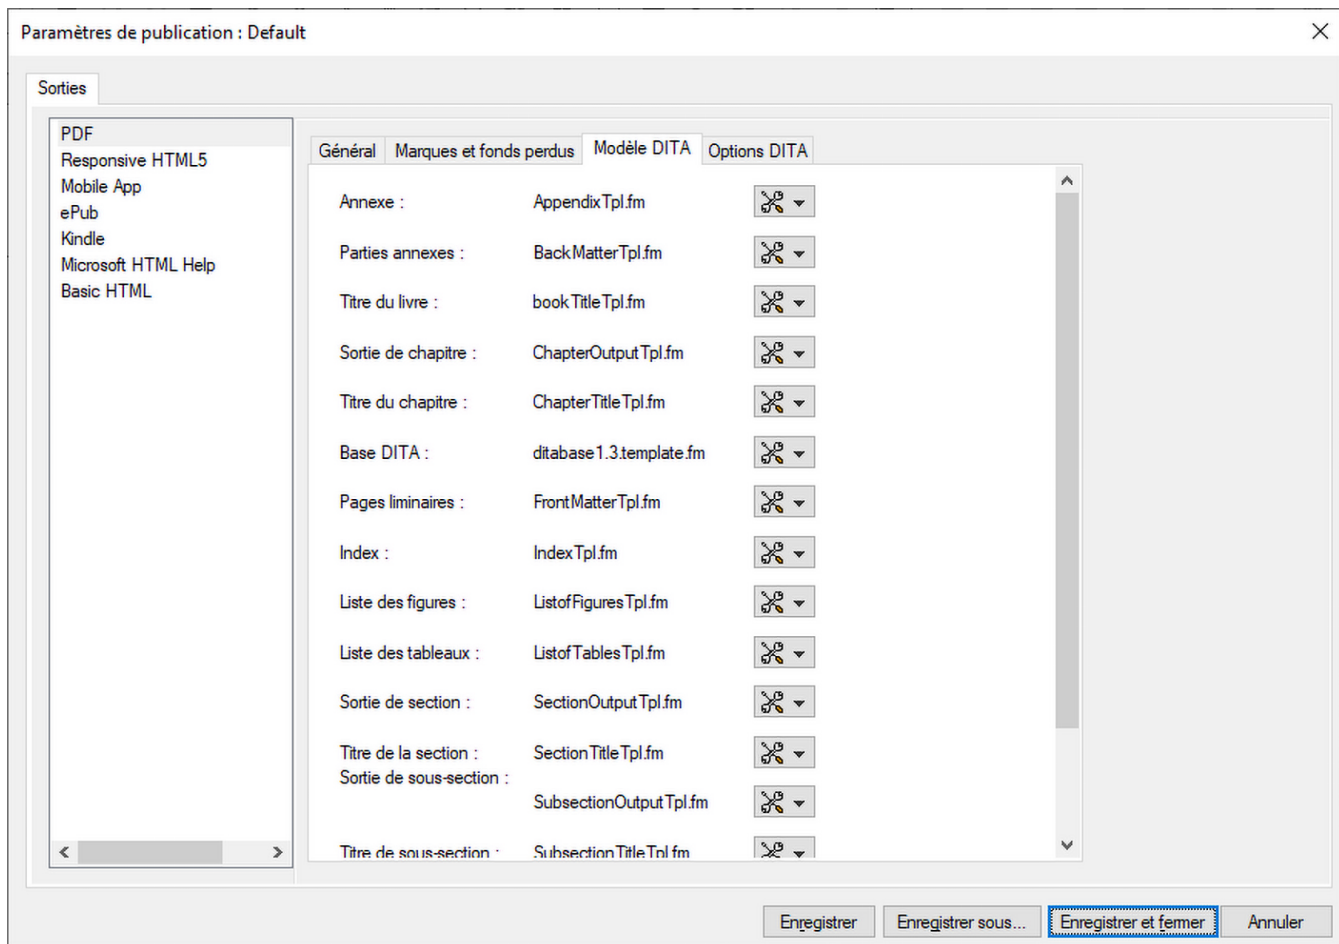 Paramètres de publication : Default
Sorties
PDF
Responsive HTML5
Mobile App
ePub
Kindle
Microsoft HTML Help
Basic HTML
Général Marques et fonds perdus Modèle DITA Options DITA
Annexe : AppendixTpl.fm
Parties annexes : BackMatterTpl.fm
Titre du livre : bookTitleTpl.fm
Sortie de chapitre : ChapterOutputTpl.fm
Titre du chapitre : ChapterTitleTpl.fm
Base DITA : ditabase1.3.template.fm
Pages liminaires : FrontMatterTpl.fm
Index : IndexTpl.fm
Liste des figures : ListofFiguresTpl.fm
Liste des tableaux : ListofTablesTpl.fm
Sortie de section : SectionOutputTpl.fm
Titre de la section : SectionTitleTpl.fm
Sortie de sous-section :
SubsectionOutputTpl.fm
Titre de sous-section : SubsectionTitleTpl.fm
Enregistrer Enregistrer sous... Enregistrer et fermer Annuler